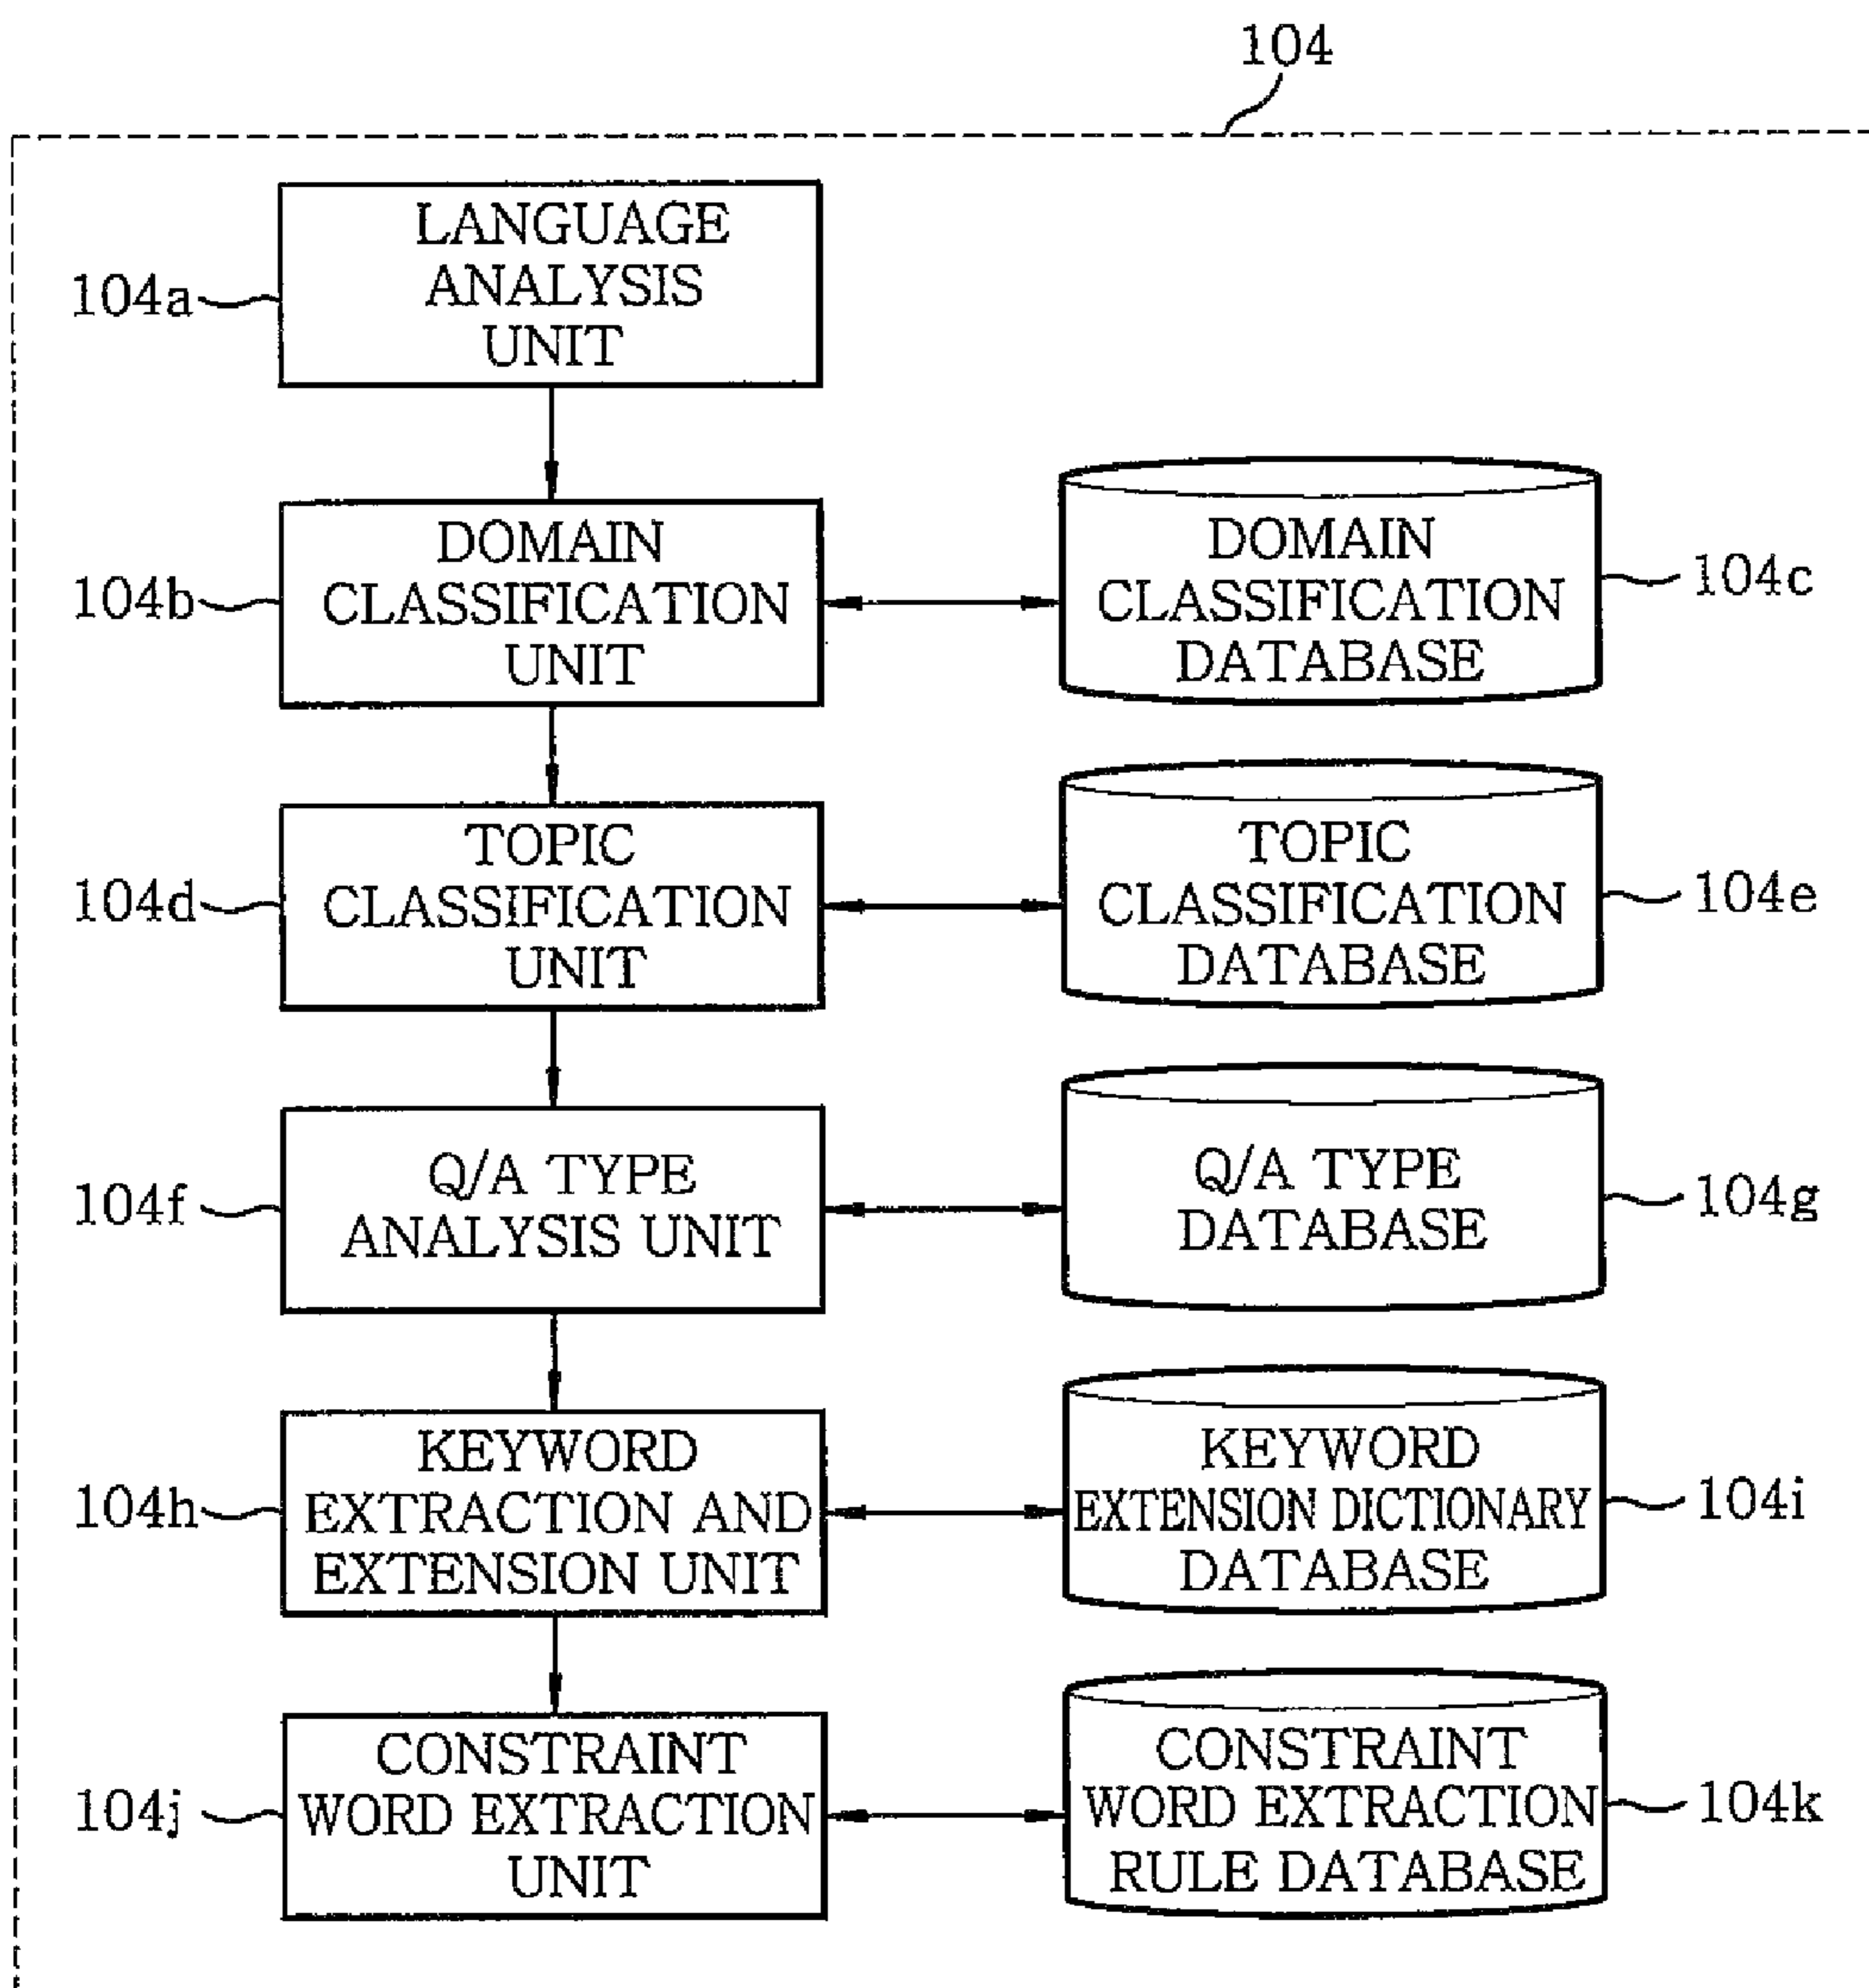 104
104a
LANGUAGE
ANALYSIS
UNIT
104b
DOMAIN
CLASSIFICATION
UNIT
DOMAIN
CLASSIFICATION
DATABASE
104c
104d
TOPIC
CLASSIFICATION
UNIT
TOPIC
CLASSIFICATION
DATABASE
104e
104f
Q/A TYPE
ANALYSIS UNIT
Q/A TYPE
DATABASE
104g
104h
KEYWORD
EXTRACTION AND
EXTENSION UNIT
KEYWORD
EXTENSION DICTIONARY
DATABASE
104i
104j
CONSTRAINT
WORD EXTRACTION
UNIT
CONSTRAINT
WORD EXTRACTION
RULE DATABASE
104k